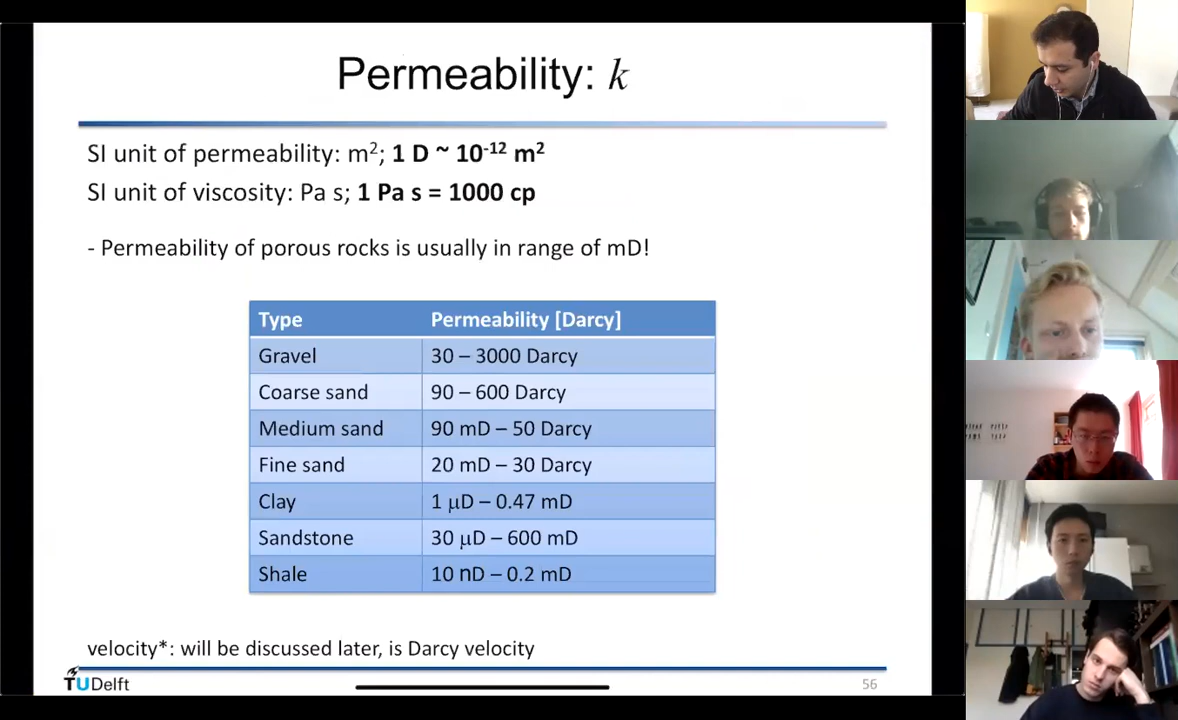 Permeability: k
SI unit of permeability: m²; 1 D ~ 10⁻¹² m²
SI unit of viscosity: Pa s; 1 Pa s = 1000 cp
- Permeability of porous rocks is usually in range of mD!
Type Permeability [Darcy]
Gravel 30 – 3000 Darcy
Coarse sand 90 – 600 Darcy
Medium sand 90 mD – 50 Darcy
Fine sand 20 mD – 30 Darcy
Clay 1 μD – 0.47 mD
Sandstone 30 μD – 600 mD
Shale 10 nD – 0.2 mD
velocity*: will be discussed later, is Darcy velocity
TUDelft
56